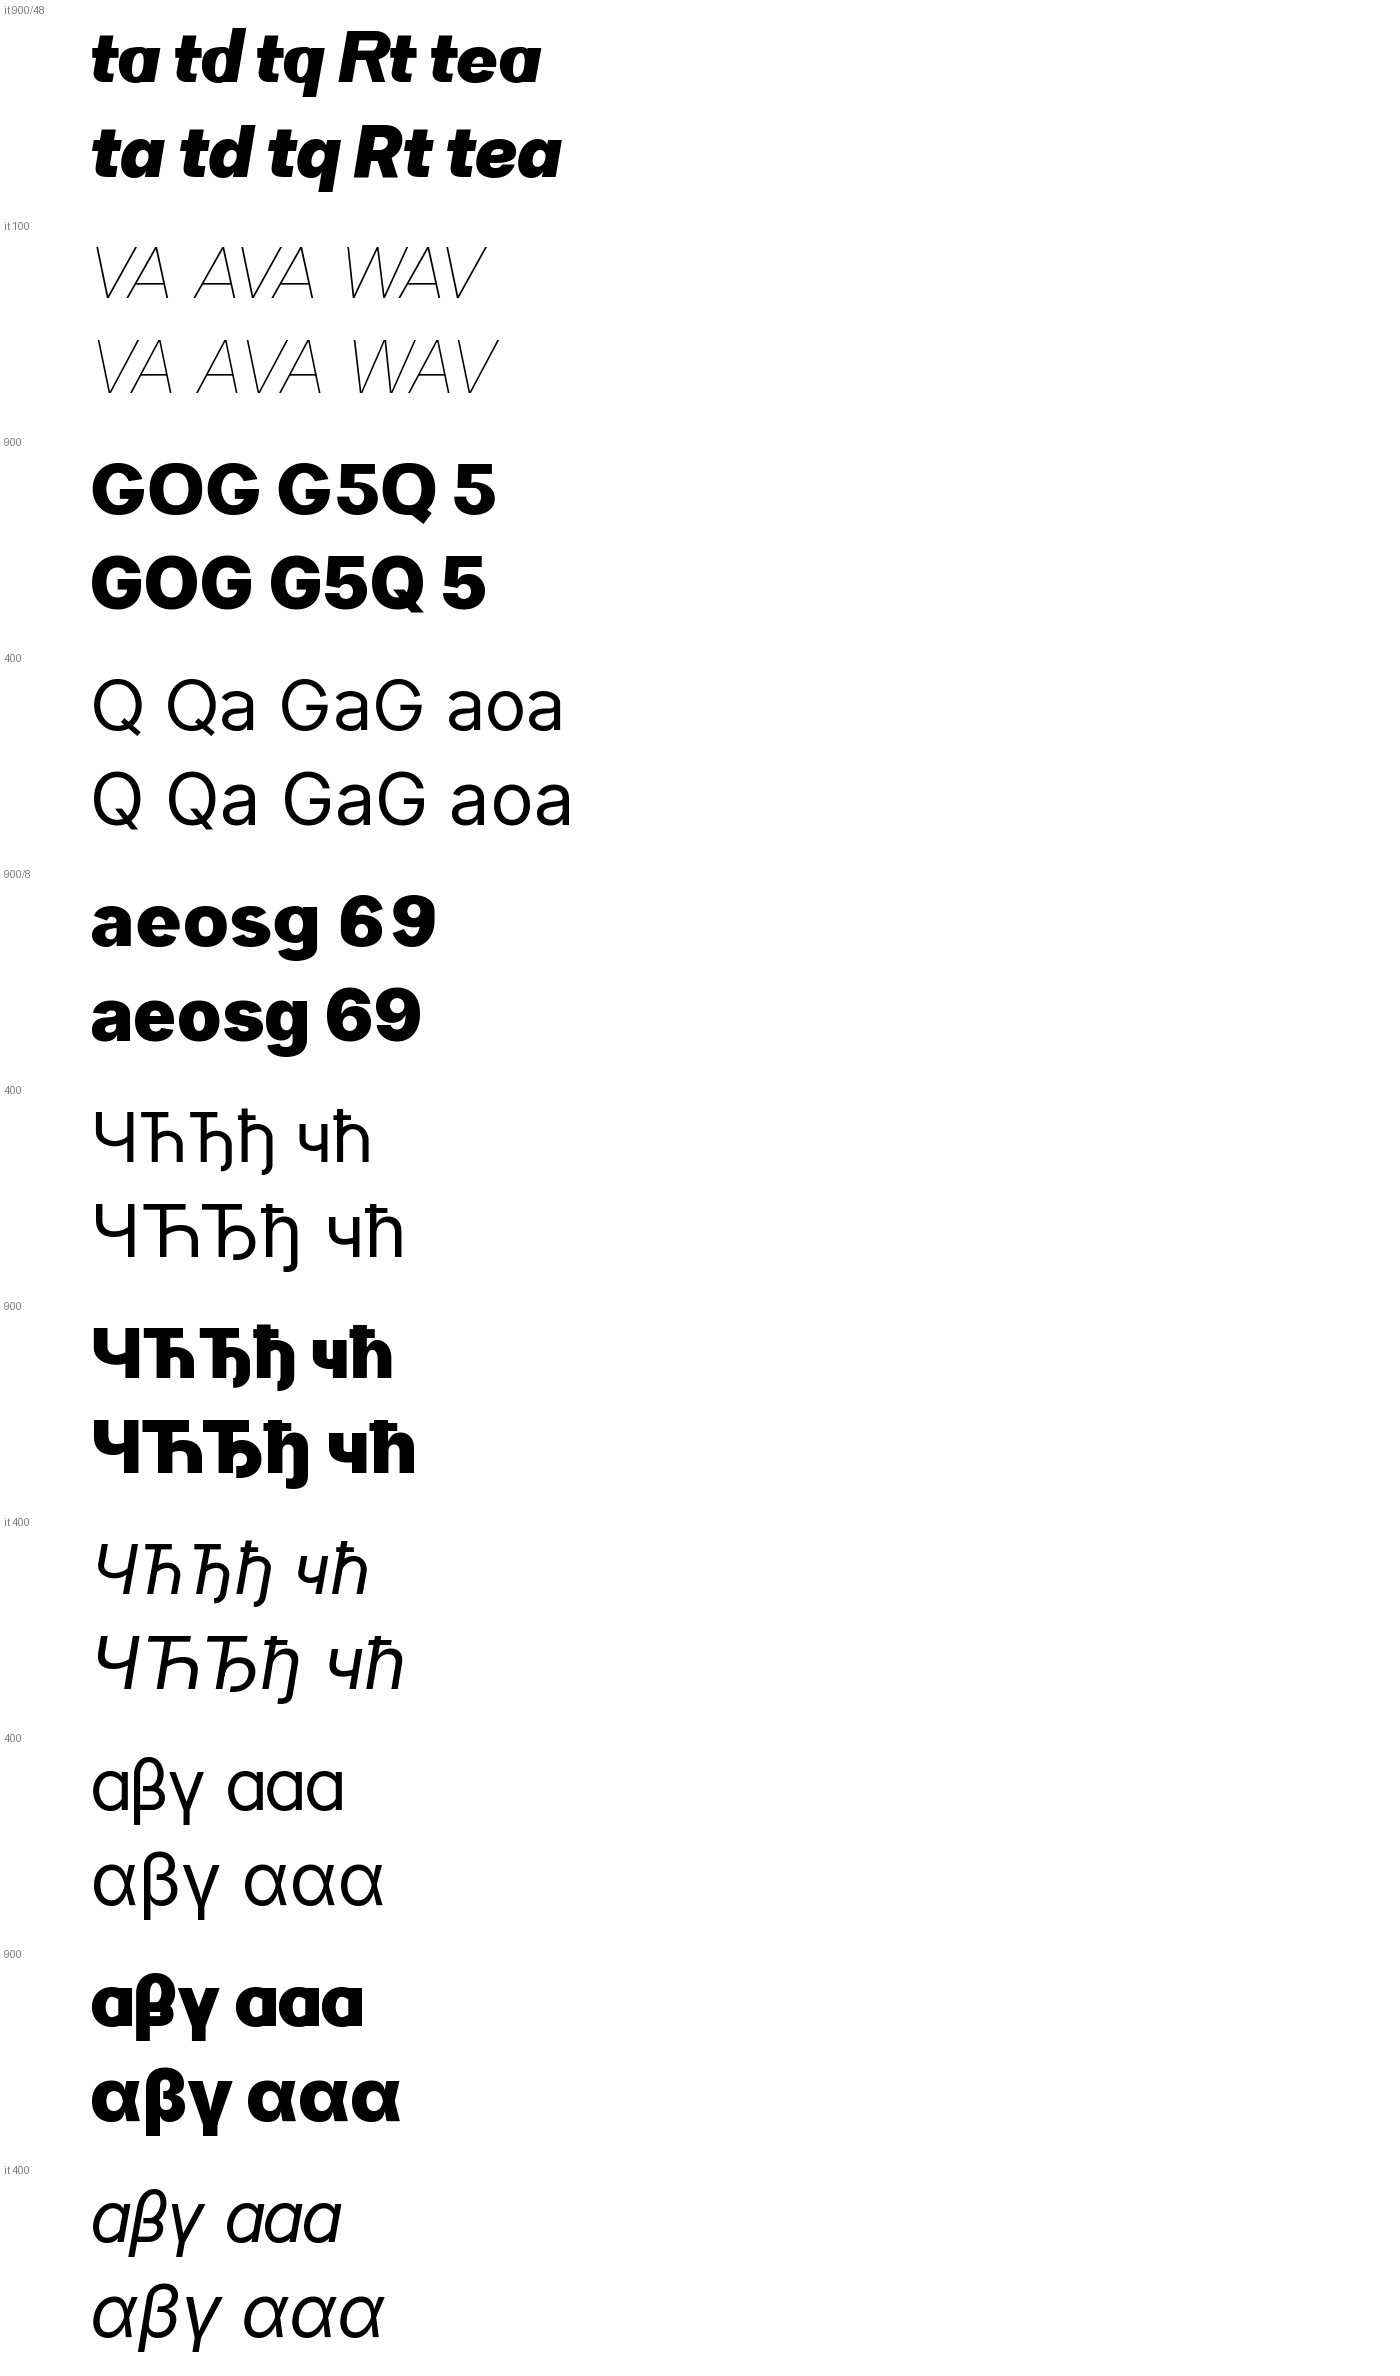 it 900/48
ta td tq Rt tea
ta td tq Rt tea
it 100
VA AVA WAV
VA AVA WAV
900
GOG G5Q 5
GOG G5Q 5
400
Q Qa GaG aoa
Q Qa GaG aoa
900/8
aeosg 69
aeosg 69
400
ЧЋЂђ чћ
ЧЋЂђ чћ
900
ЧЋЂђ чћ
ЧЋЂђ чћ
it 400
ЧЋЂђ чћ
ЧЋЂђ чћ
400
αβγ ααα
αβγ ααα
900
αβγ ααα
αβγ ααα
it 400
αβγ ααα
αβγ ααα